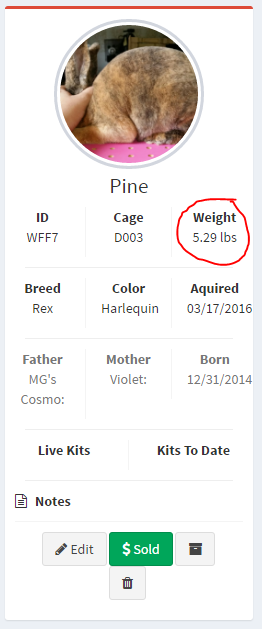 Pine
ID Cage Weight
WFF7 D003 5.29 lbs
Breed Color Aquired
Rex Harlequin 03/17/2016
Father Mother Born
MG's Violet: 12/31/2014
Cosmo:
Live Kits Kits To Date
Notes
Edit $ Sold